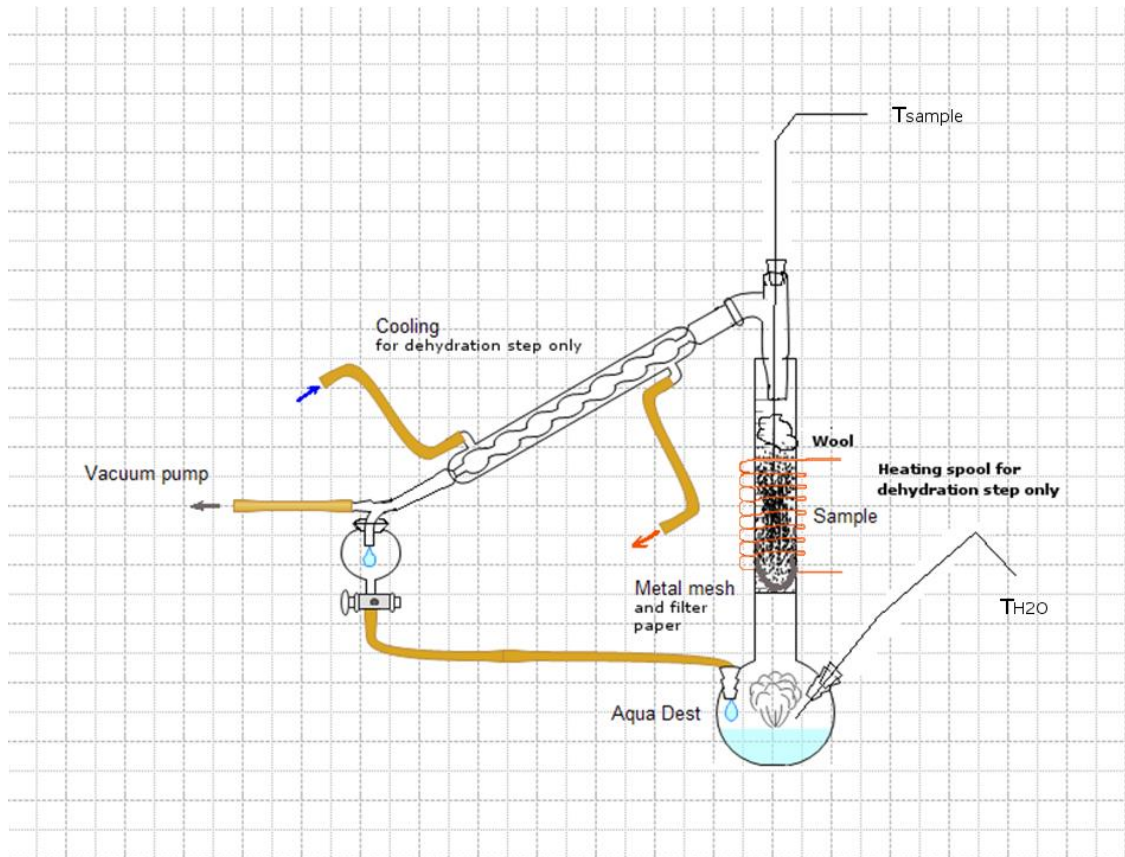 Tsample
Cooling
for dehydration step only
Wool
Vacuum pump
Heating spool for
dehydration step only
Sample
Metal mesh
and filter
paper
TH2O
Aqua Dest